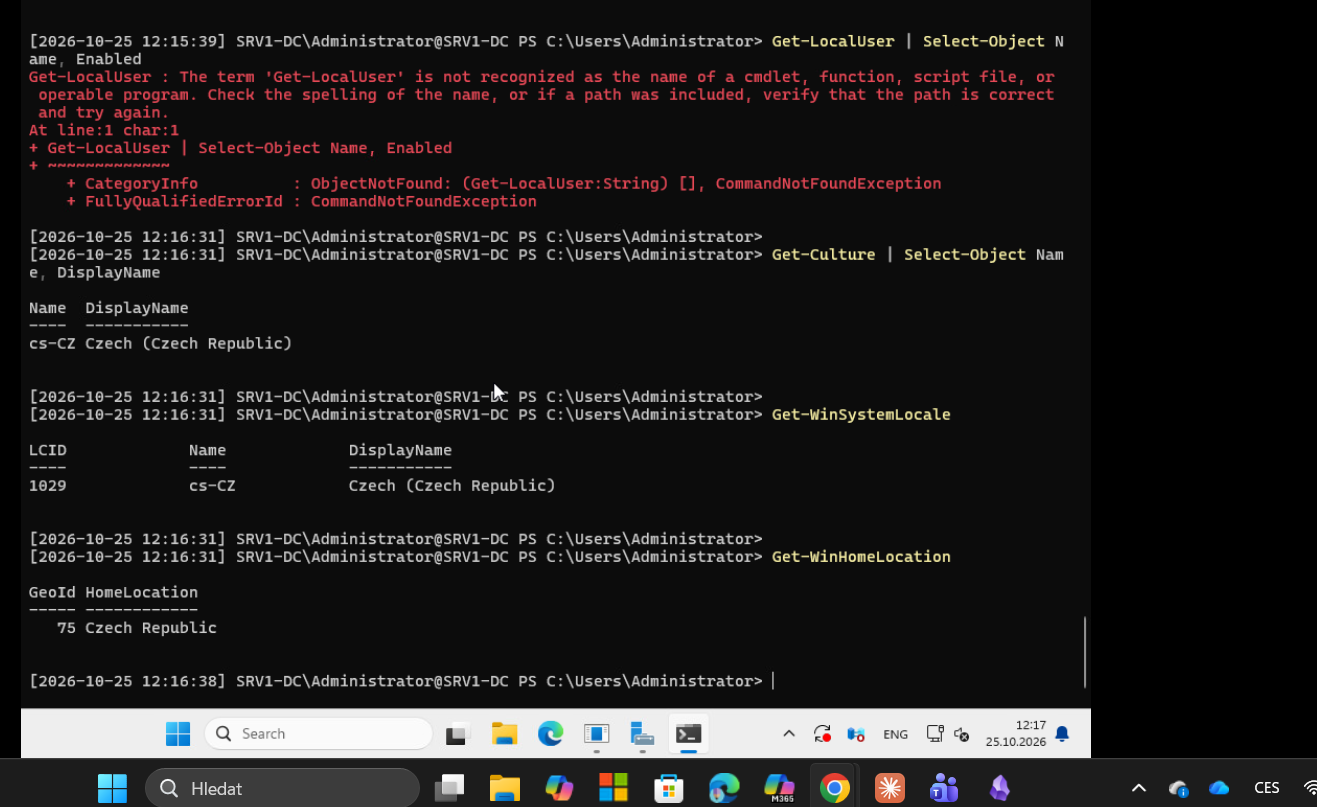 [2026-10-25 12:15:39] SRV1-DC\Administrator@SRV1-DC PS C:\Users\Administrator> Get-LocalUser | Select-Object N
ame, Enabled
Get-LocalUser : The term 'Get-LocalUser' is not recognized as the name of a cmdlet, function, script file, or
 operable program. Check the spelling of the name, or if a path was included, verify that the path is correct
 and try again.
At line:1 char:1
+ Get-LocalUser | Select-Object Name, Enabled
+ ~~~~~~~~~~~~~
    + CategoryInfo          : ObjectNotFound: (Get-LocalUser:String) [], CommandNotFoundException
    + FullyQualifiedErrorId : CommandNotFoundException
[2026-10-25 12:16:31] SRV1-DC\Administrator@SRV1-DC PS C:\Users\Administrator>
[2026-10-25 12:16:31] SRV1-DC\Administrator@SRV1-DC PS C:\Users\Administrator> Get-Culture | Select-Object Nam
e, DisplayName
Name  DisplayName
----  -----------
cs-CZ Czech (Czech Republic)
[2026-10-25 12:16:31] SRV1-DC\Administrator@SRV1-DC PS C:\Users\Administrator>
[2026-10-25 12:16:31] SRV1-DC\Administrator@SRV1-DC PS C:\Users\Administrator> Get-WinSystemLocale
LCID             Name             DisplayName
----             ----             -----------
1029             cs-CZ            Czech (Czech Republic)
[2026-10-25 12:16:31] SRV1-DC\Administrator@SRV1-DC PS C:\Users\Administrator>
[2026-10-25 12:16:31] SRV1-DC\Administrator@SRV1-DC PS C:\Users\Administrator> Get-WinHomeLocation
GeoId HomeLocation
----- ------------
   75 Czech Republic
[2026-10-25 12:16:38] SRV1-DC\Administrator@SRV1-DC PS C:\Users\Administrator>
Search
ENG
12:17
25.10.2026
Hledat
M365
CES